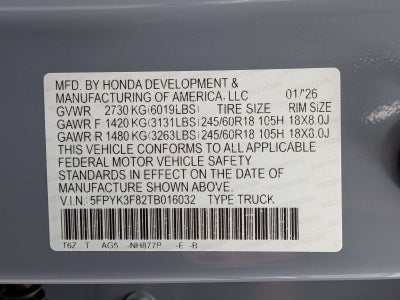 MFD. BY HONDA DEVELOPMENT &
MANUFACTURING OF AMERICA, LLC 01/26
GVWR 2730 KG(6019LBS) TIRE SIZE RIM SIZE
GAWR F 1420 KG(3131LBS) 245/60R18 105H 18X8.0J
GAWR R 1480 KG(3263LBS) 245/60R18 105H 18X8.0J
THIS VEHICLE CONFORMS TO ALL APPLICABLE
FEDERAL MOTOR VEHICLE SAFETY
STANDARDS IN EFFECT ON THE DATE OF
MANUFACTURE SHOWN ABOVE.
V.I.N.: 5FPYK3F82TB016032 TYPE TRUCK
T6Z T AG5 -NH877P -E -B